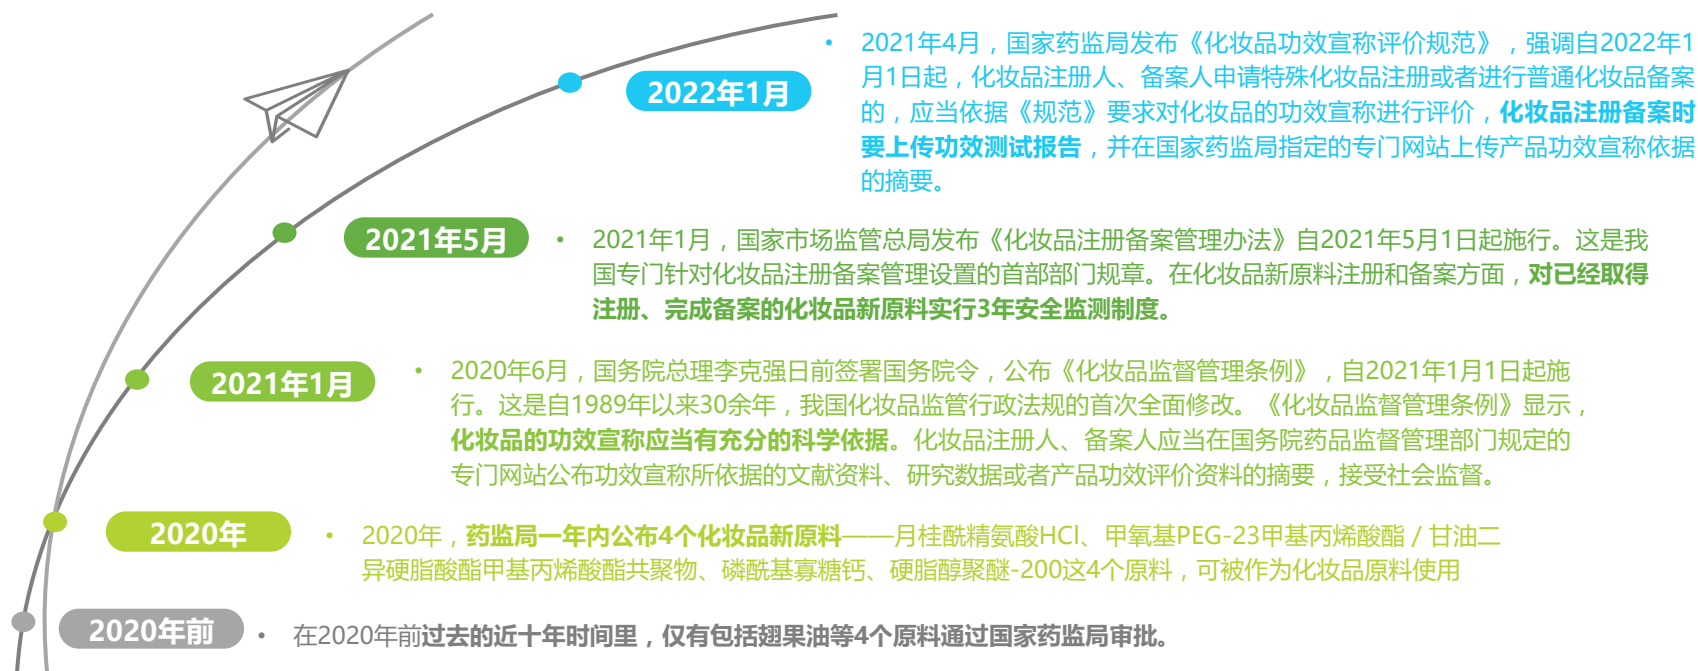 2022年1月
• 2021年4月，国家药监局发布《化妆品功效宣称评价规范》，强调自2022年1
月1日起，化妆品注册人、备案人申请特殊化妆品注册或者进行普通化妆品备案
的，应当依据《规范》要求对化妆品的功效宣称进行评价，化妆品注册备案时
要上传功效测试报告，并在国家药监局指定的专门网站上传产品功效宣称依据
的摘要。
2021年5月
• 2021年1月，国家市场监管总局发布《化妆品注册备案管理办法》自2021年5月1日起施行。这是我
国专门针对化妆品注册备案管理设置的首部部门规章。在化妆品新原料注册和备案方面，对已经取得
注册、完成备案的化妆品新原料实行3年安全监测制度。
2021年1月
• 2020年6月，国务院总理李克强日前签署国务院令，公布《化妆品监督管理条例》，自2021年1月1日起施
行。这是自1989年以来30余年，我国化妆品监管行政法规的首次全面修改。《化妆品监督管理条例》显示，
化妆品的功效宣称应当有充分的科学依据。化妆品注册人、备案人应当在国务院药品监督管理部门规定的
专门网站公布功效宣称所依据的文献资料、研究数据或者产品功效评价资料的摘要，接受社会监督。
2020年
• 2020年，药监局一年内公布4个化妆品新原料——月桂酰精氨酸HCl、甲氧基PEG-23甲基丙烯酸酯 / 甘油二
异硬脂酸酯甲基丙烯酸酯共聚物、磷酰基寡糖钙、硬脂醇聚醚-200这4个原料，可被作为化妆品原料使用
2020年前
• 在2020年前过去的近十年时间里，仅有包括翅果油等4个原料通过国家药监局审批。